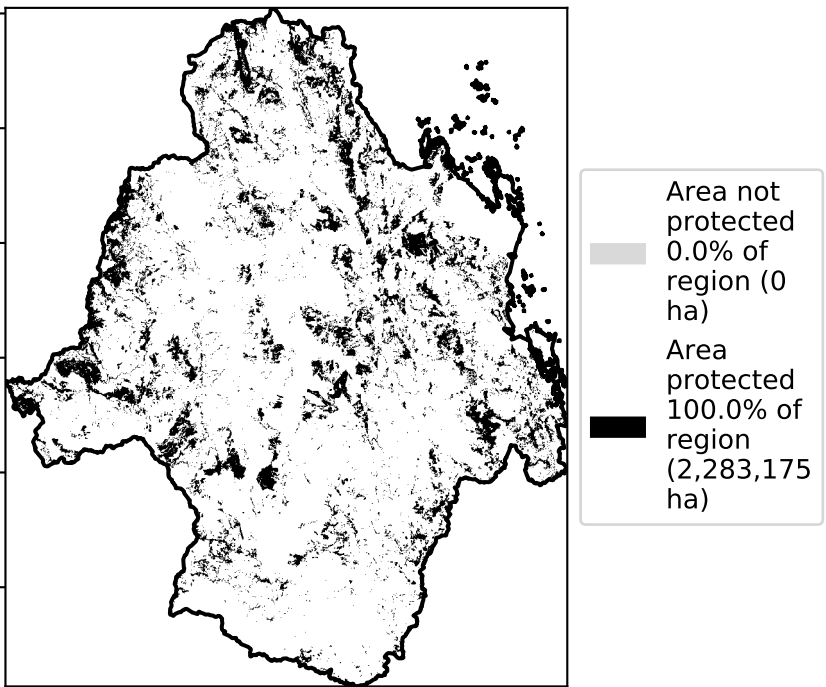 Area not
protected
0.0% of
region (0
ha)
Area
protected
100.0% of
region
(2,283,175
ha)